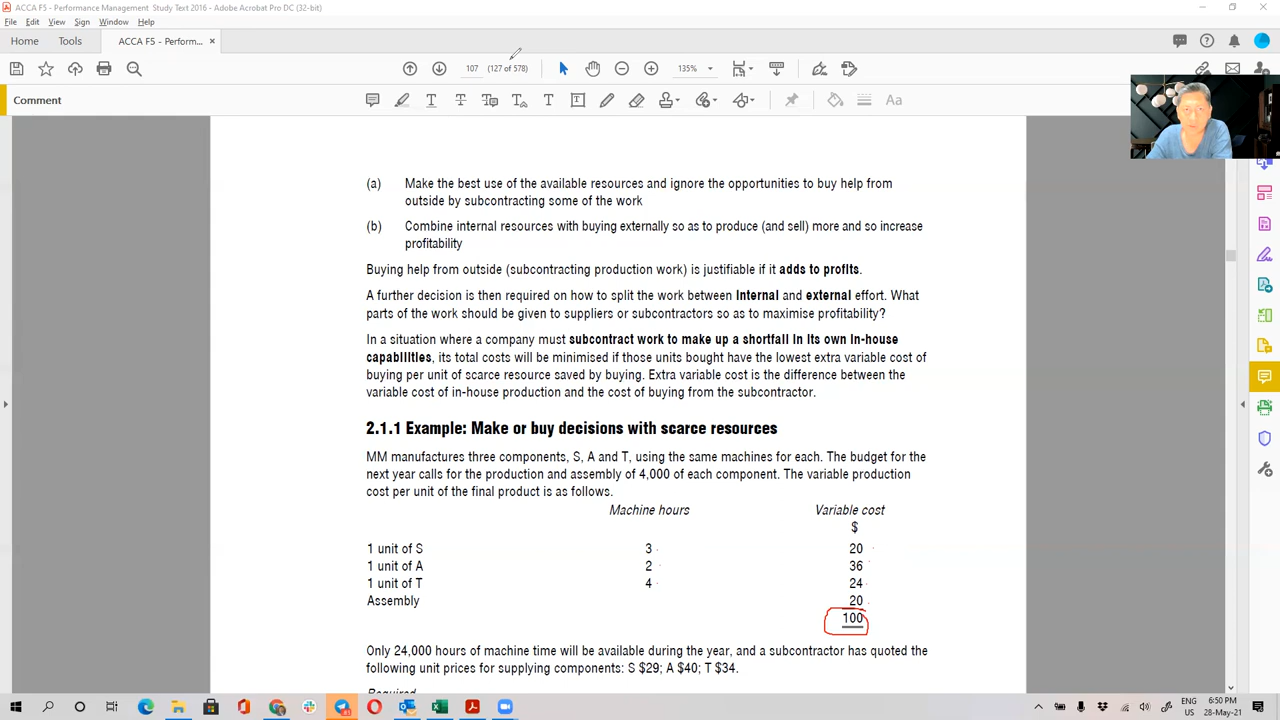 ACCA F5 - Performance Management Study Text 2016 - Adobe Acrobat Pro DC (32-bit)
File Edit View Sign Window Help
Home Tools ACCA F5 - Perform... ×
107 (127 of 578) 135%
Comment
(a) Make the best use of the available resources and ignore the opportunities to buy help from
outside by subcontracting some of the work
(b) Combine internal resources with buying externally so as to produce (and sell) more and so increase
profitability
Buying help from outside (subcontracting production work) is justifiable if it adds to profits.
A further decision is then required on how to split the work between internal and external effort. What
parts of the work should be given to suppliers or subcontractors so as to maximise profitability?
In a situation where a company must subcontract work to make up a shortfall in its own in-house
capabilities, its total costs will be minimised if those units bought have the lowest extra variable cost of
buying per unit of scarce resource saved by buying. Extra variable cost is the difference between the
variable cost of in-house production and the cost of buying from the subcontractor.
2.1.1 Example: Make or buy decisions with scarce resources
MM manufactures three components, S, A and T, using the same machines for each. The budget for the
next year calls for the production and assembly of 4,000 of each component. The variable production
cost per unit of the final product is as follows.
Machine hours Variable cost
$
1 unit of S 3 20
1 unit of A 2 36
1 unit of T 4 24
Assembly 20
100
Only 24,000 hours of machine time will be available during the year, and a subcontractor has quoted the
following unit prices for supplying components: S $29; A $40; T $34.
Required
ENG 6:50 PM
US 28-May-21